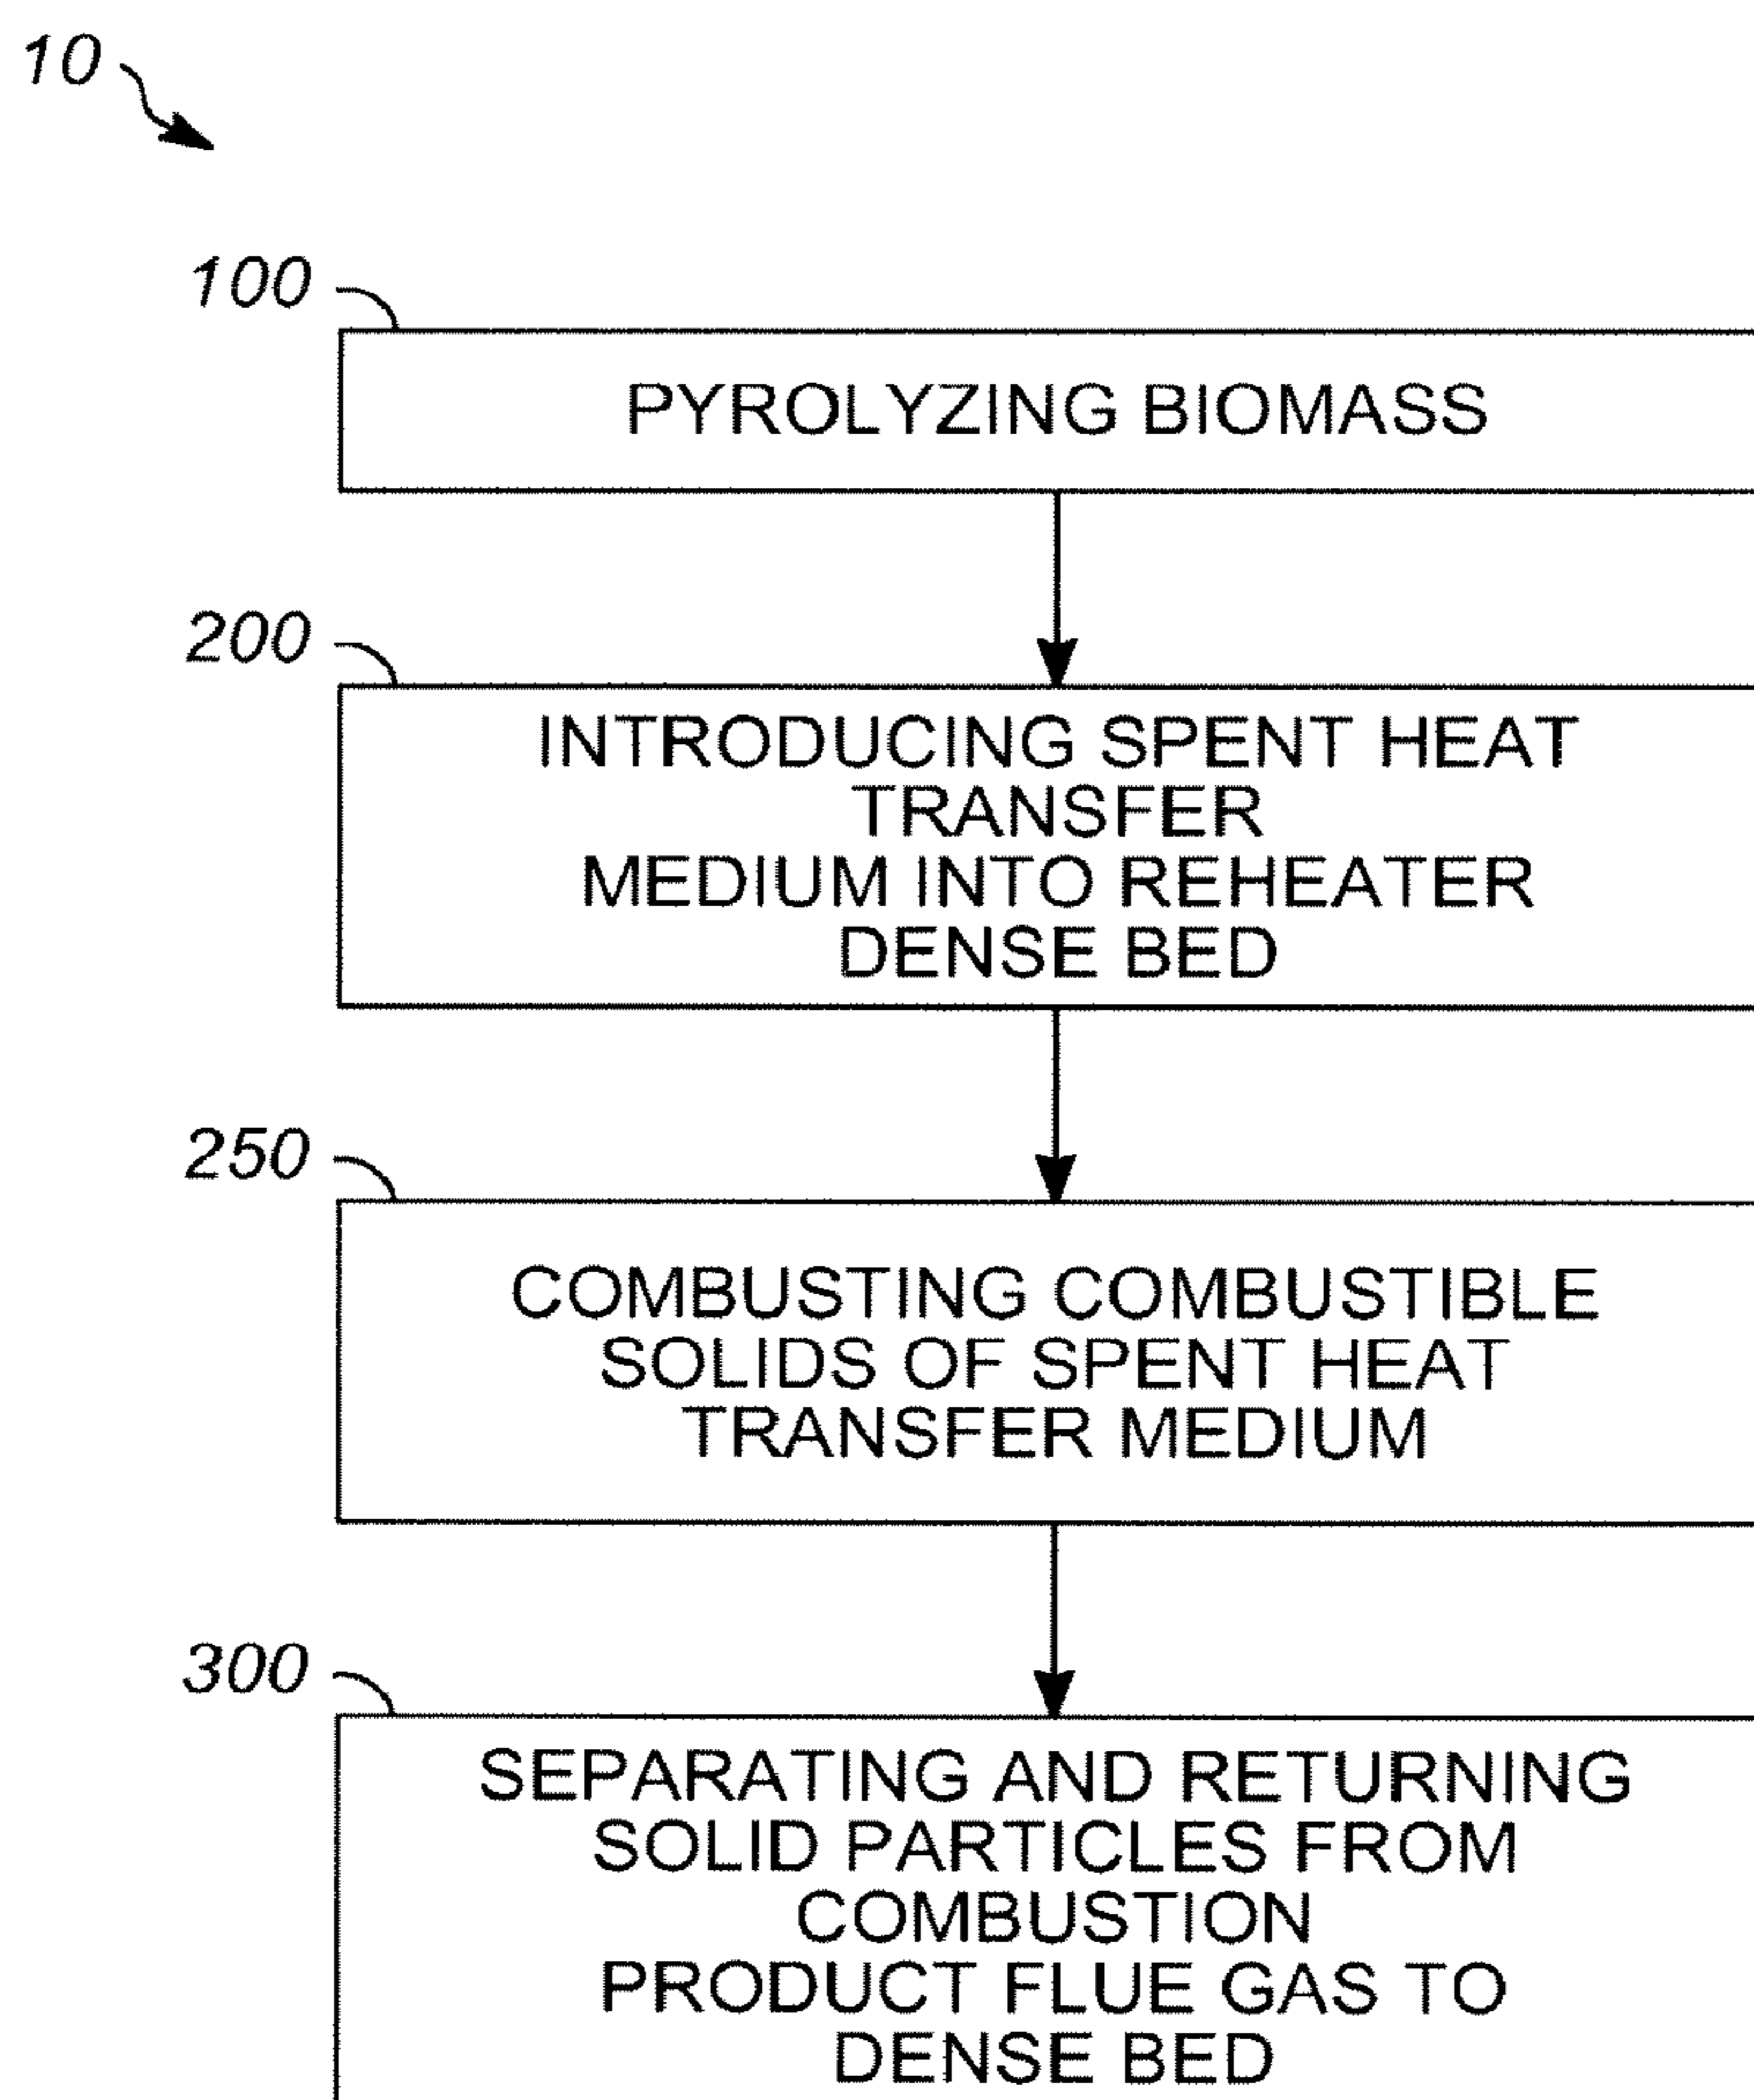 10
100
PYROLYZING BIOMASS
200
INTRODUCING SPENT HEAT
TRANSFER
MEDIUM INTO REHEATER
DENSE BED
250
COMBUSTING COMBUSTIBLE
SOLIDS OF SPENT HEAT
TRANSFER MEDIUM
300
SEPARATING AND RETURNING
SOLID PARTICLES FROM
COMBUSTION
PRODUCT FLUE GAS TO
DENSE BED